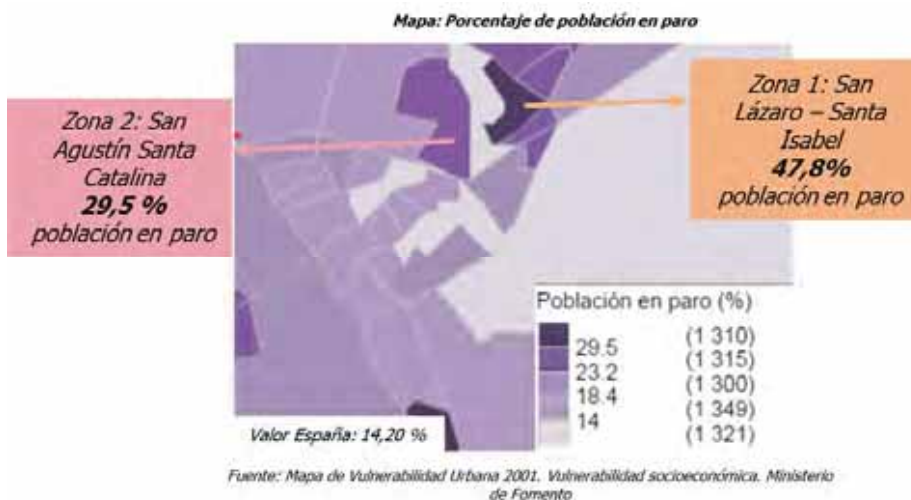 Mapa: Porcentaje de población en paro
Zona 2: San
Agustín Santa
Catalina
29,5 %
población en paro
Zona 1: San
Lázaro – Santa
Isabel
47,8%
población en paro
Población en paro (%)
(1 310)
29.5
(1 315)
23.2
(1 300)
18.4
(1 349)
14
(1 321)
Valor España: 14,20 %
Fuente: Mapa de Vulnerabilidad Urbana 2001. Vulnerabilidad socioeconómica. Ministerio
de Fomento